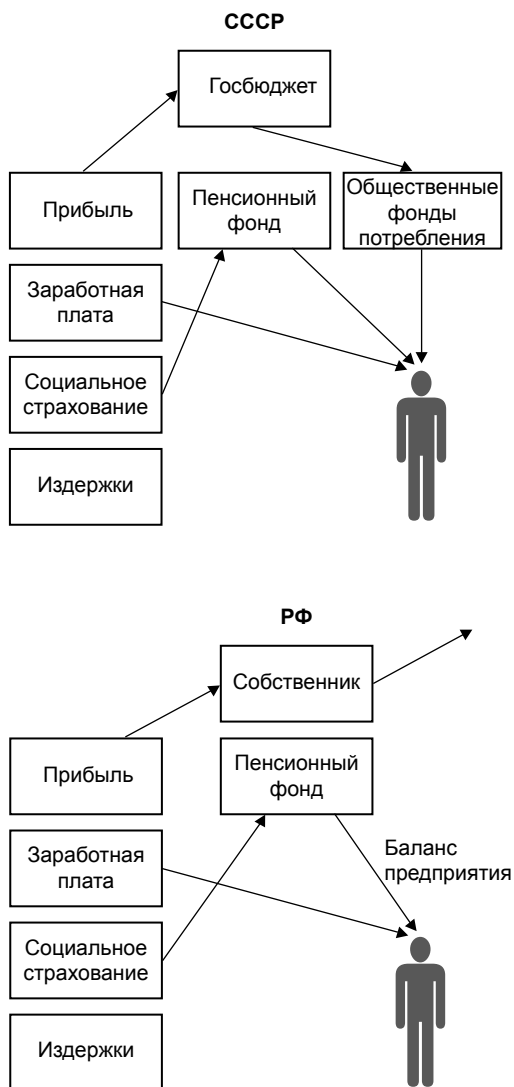 СССР
Госбюджет
Прибыль
Пенсионный
фонд
Общественные
фонды
потребления
Заработная
плата
Социальное
страхование
Издержки
РФ
Собственник
Прибыль
Пенсионный
фонд
Заработная
плата
Баланс
предприятия
Социальное
страхование
Издержки